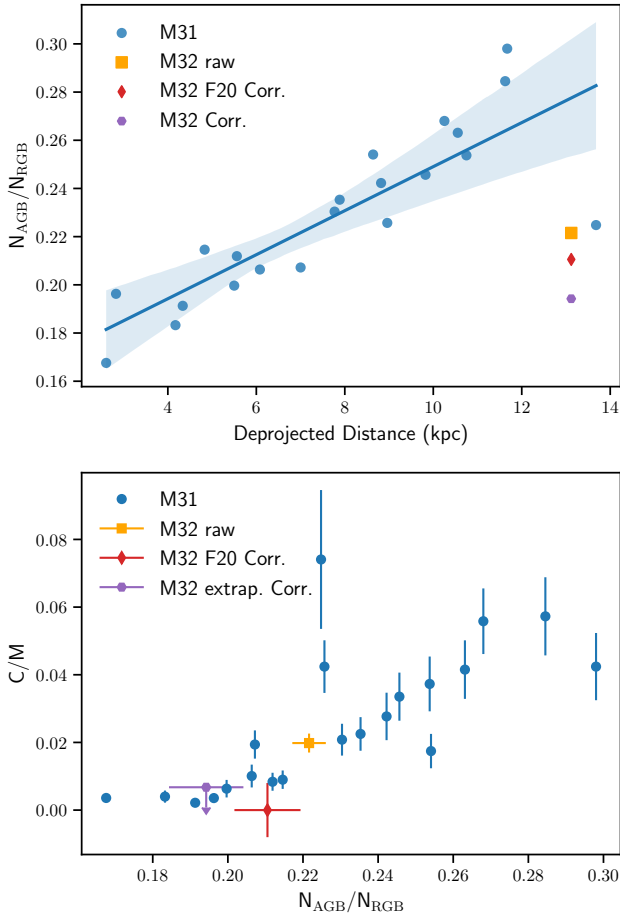 M31
M32 raw
M32 F20 Corr.
M32 Corr.
N_AGB/N_RGB
0.30
0.28
0.26
0.24
0.22
0.20
0.18
0.16
4 6 8 10 12 14
Deprojected Distance (kpc)
M31
M32 raw
M32 F20 Corr.
M32 extrap. Corr.
C/M
0.08
0.06
0.04
0.02
0.00
0.18 0.20 0.22 0.24 0.26 0.28 0.30
N_AGB/N_RGB